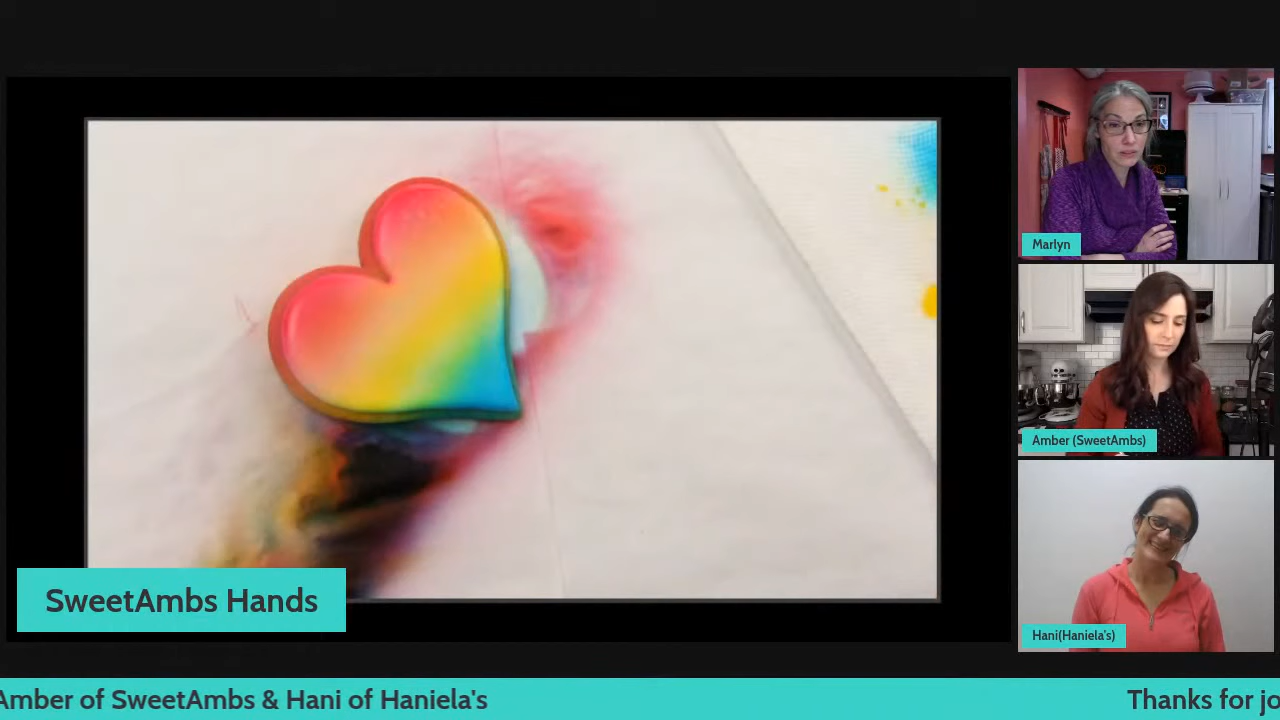 Marlyn
Amber (SweetAmbs)
Hani(Haniela's)
SweetAmbs Hands
Amber of SweetAmbs & Hani of Haniela's
Thanks for jo